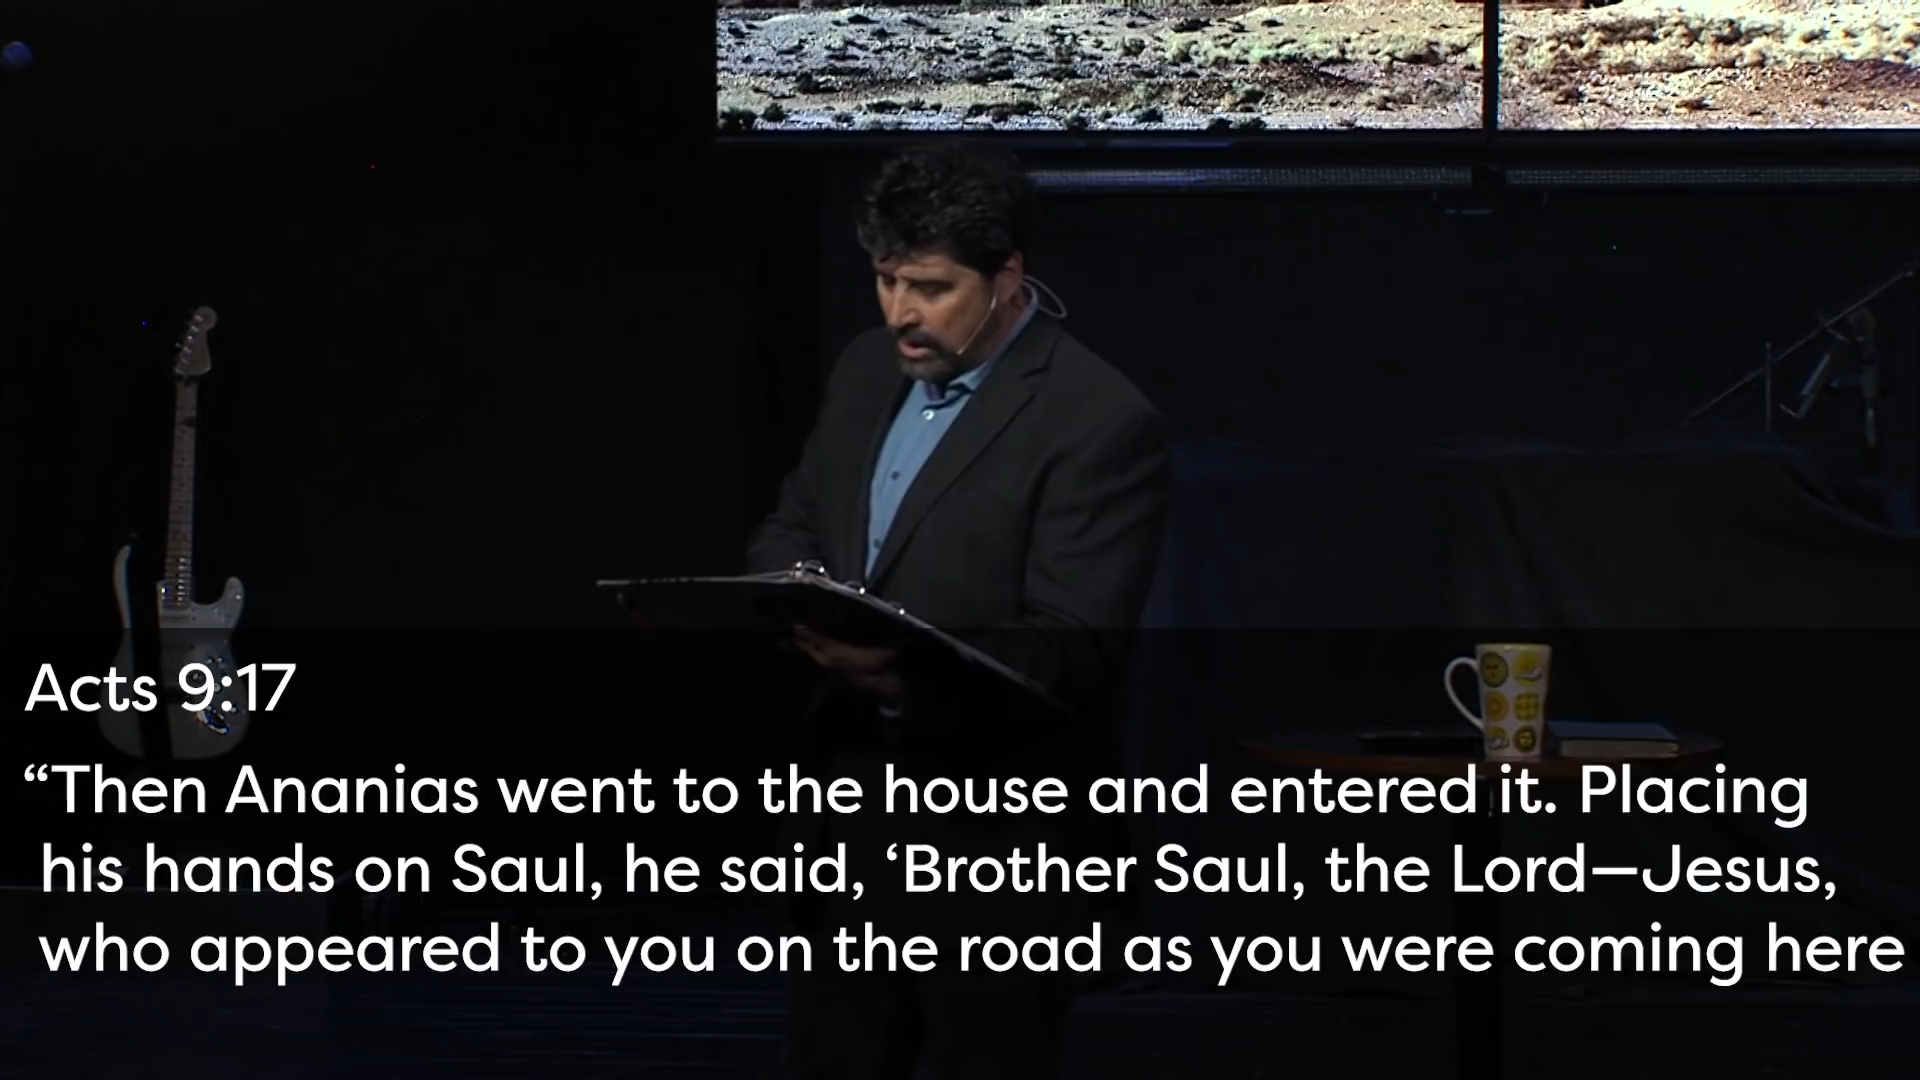 Acts 9:17
“Then Ananias went to the house and entered it. Placing
his hands on Saul, he said, ‘Brother Saul, the Lord—Jesus,
who appeared to you on the road as you were coming here